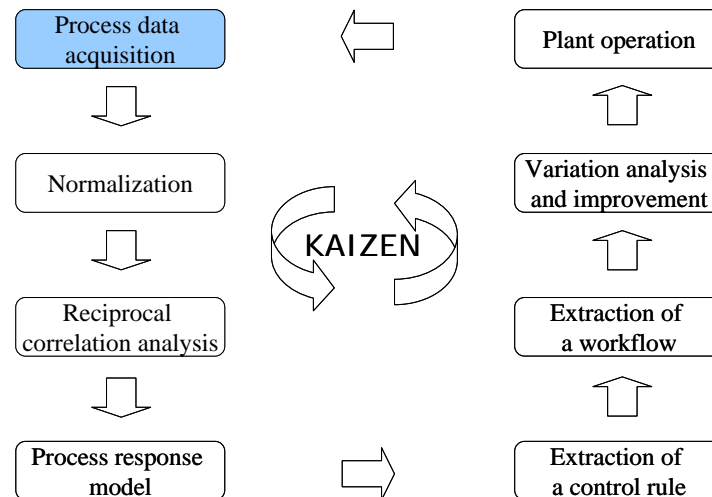 Process data
acquisition
Normalization
Reciprocal
correlation analysis
Process response
model
KAIZEN
Plant operation
Variation analysis
and improvement
Extraction of
a workflow
Extraction of
a control rule